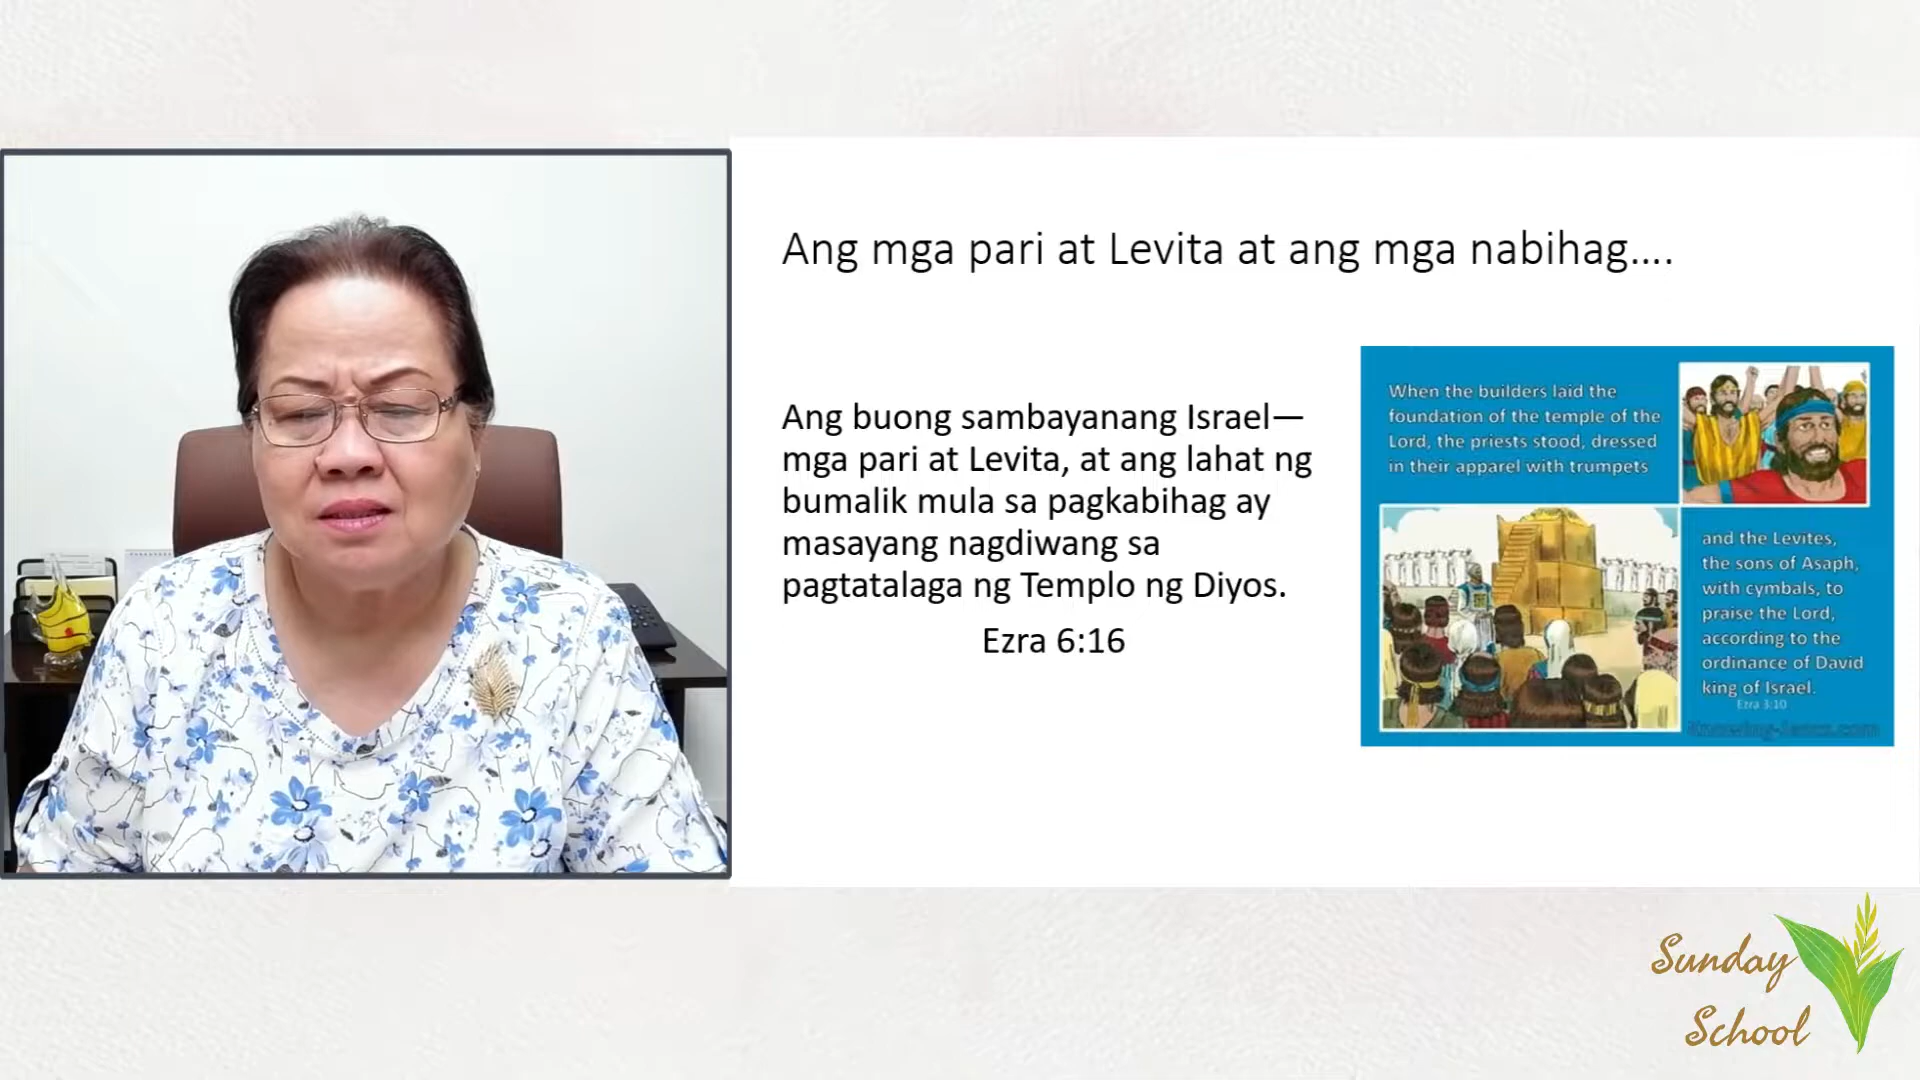 Ang mga pari at Levita at ang mga nabihag....
Ang buong sambayanang Israel—
mga pari at Levita, at ang lahat ng
bumalik mula sa pagkabihag ay
masayang nagdiwang sa
pagtatalaga ng Templo ng Diyos.
Ezra 6:16
When the builders laid the
foundation of the temple of the
Lord, the priests stood, dressed
in their apparel with trumpets
and the Levites,
the sons of Asaph,
with cymbals, to
praise the Lord,
according to the
ordinance of David
king of Israel.
Ezra 3:10
Sunday
School